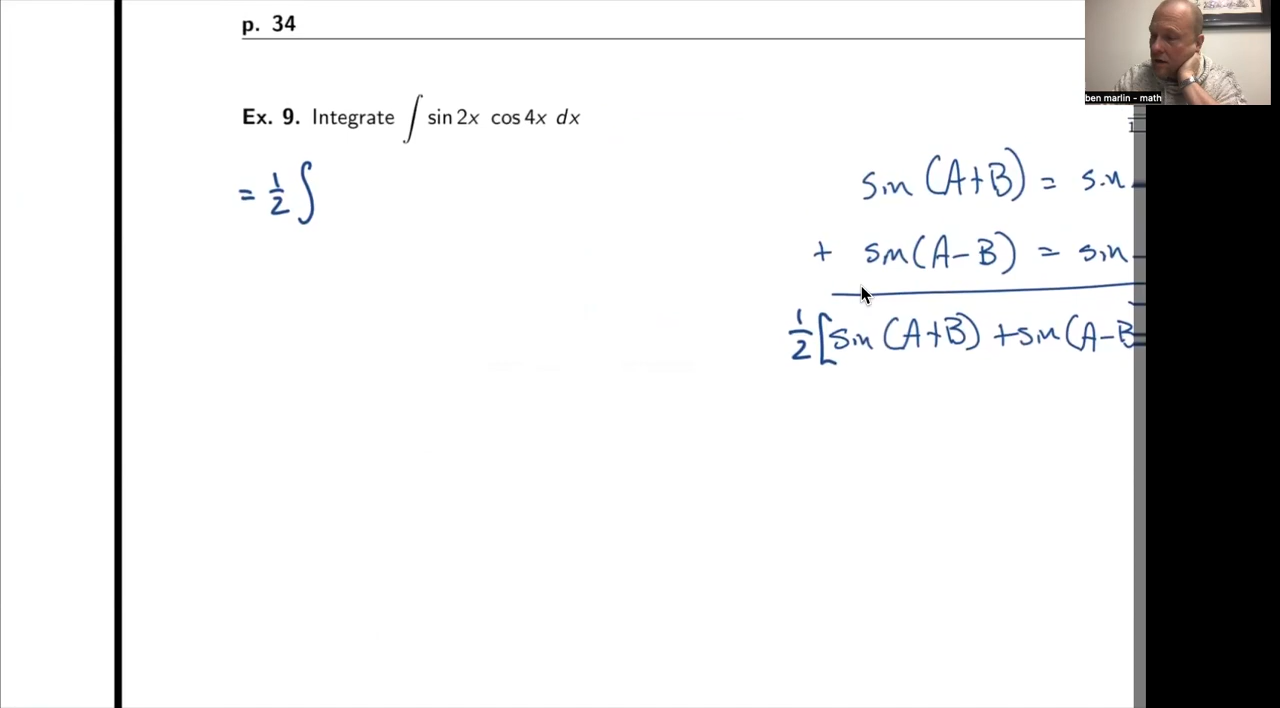 p. 34
ben marlin - math
Ex. 9. Integrate ∫ sin 2x cos 4x dx
= 1/2 ∫
sin (A+B) = sin
+ sin(A-B) = sin
1/2 [sin (A+B) + sin (A-B